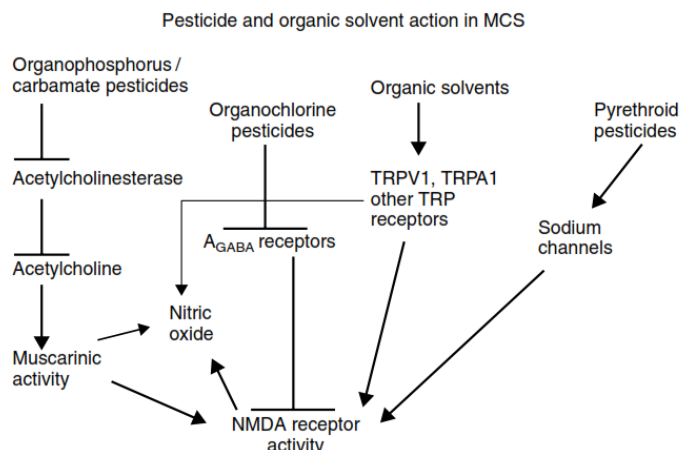 Pesticide and organic solvent action in MCS
Organophosphorus /
carbamate pesticides
Organochlorine
pesticides
Organic solvents
Pyrethroid
pesticides
Acetylcholinesterase
TRPV1, TRPA1
other TRP
receptors
Sodium
channels
AGABA receptors
Acetylcholine
Nitric
oxide
Muscarinic
activity
NMDA receptor
activity